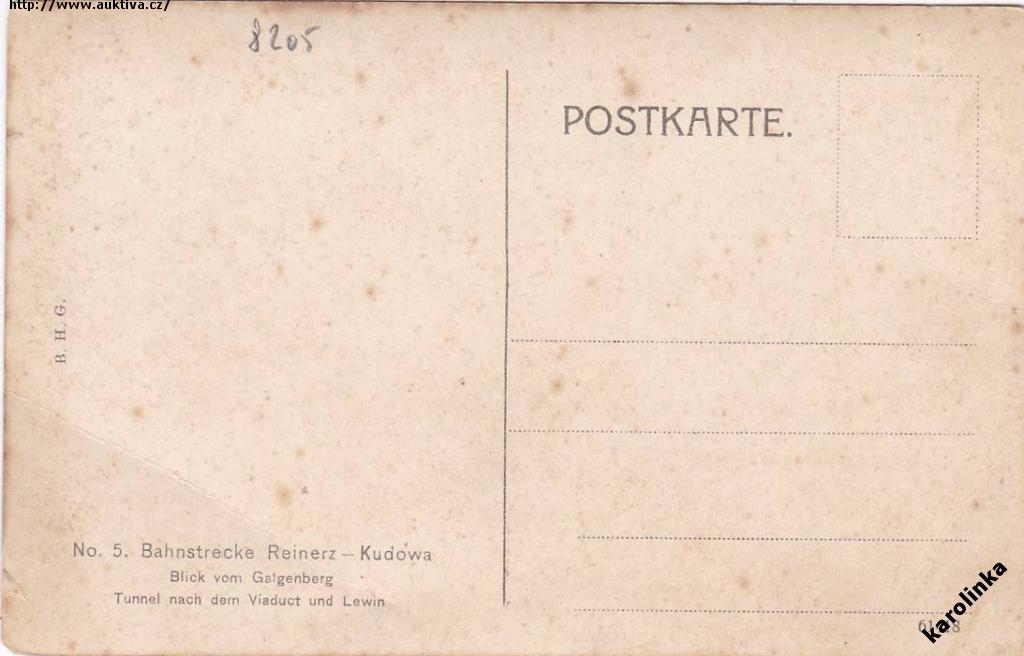 http://www.auktiva.cz/
8205
POSTKARTE.
B. H. G.
No. 5. Bahnstrecke Reinerz – Kudowa
Blick vom Galgenberg
Tunnel nach dem Viaduct und Lewin
karolinka